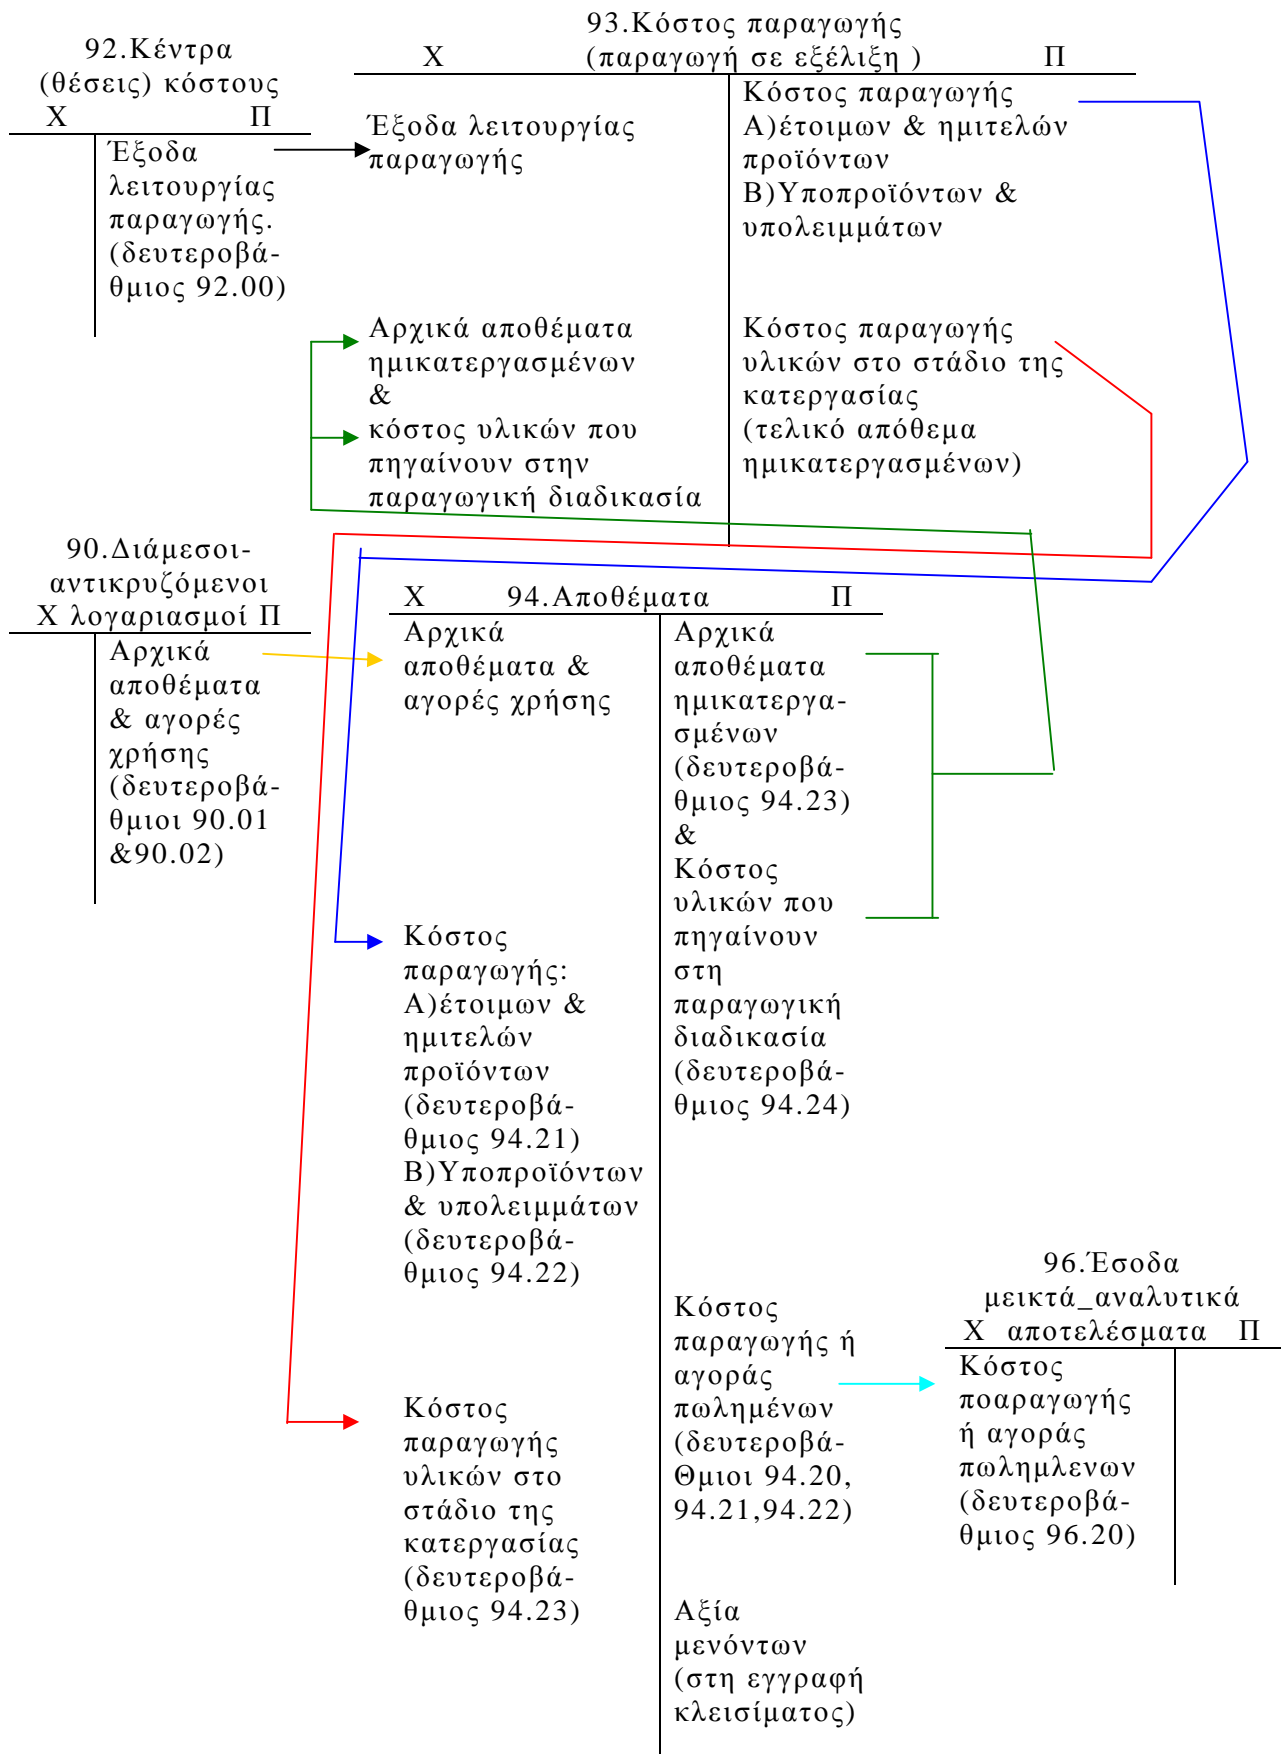 92.Κέντρα
(θέσεις) κόστους
Χ Π
Έξοδα
λειτουργίας
παραγωγής.
(δευτεροβά-
θμιος 92.00)
93.Κόστος παραγωγής
Χ (παραγωγή σε εξέλιξη ) Π
Έξοδα λειτουργίας
παραγωγής
Αρχικά αποθέματα
ημικατεργασμένων
&
κόστος υλικών που
πηγαίνουν στην
παραγωγική διαδικασία
Κόστος παραγωγής
Α)έτοιμων & ημιτελών
προϊόντων
Β)Υποπροϊόντων &
υπολειμμάτων
Κόστος παραγωγής
υλικών στο στάδιο της
κατεργασίας
(τελικό απόθεμα
ημικατεργασμένων)
90.Διάμεσοι-
αντικρυζόμενοι
Χ λογαριασμοί Π
Αρχικά
αποθέματα
& αγορές
χρήσης
(δευτεροβά-
θμιοι 90.01
&90.02)
Χ 94.Αποθέματα Π
Αρχικά
αποθέματα &
αγορές χρήσης
Κόστος
παραγωγής:
Α)έτοιμων &
ημιτελών
προϊόντων
(δευτεροβά-
θμιος 94.21)
Β)Υποπροϊόντων
& υπολειμμάτων
(δευτεροβά-
θμιος 94.22)
Κόστος
παραγωγής
υλικών στο
στάδιο της
κατεργασίας
(δευτεροβά-
θμιος 94.23)
Αρχικά
αποθέματα
ημικατεργα-
σμένων
(δευτεροβά-
θμιος 94.23)
&
Κόστος
υλικών που
πηγαίνουν
στη
παραγωγική
διαδικασία
(δευτεροβά-
θμιος 94.24)
Κόστος
παραγωγής ή
αγοράς
πωλημένων
(δευτεροβά-
Θμιοι 94.20,
94.21,94.22)
Αξία
μενόντων
(στη εγγραφή
κλεισίματος)
96.Έσοδα
μεικτά_αναλυτικά
Χ αποτελέσματα Π
Κόστος
ποαραγωγής
ή αγοράς
πωλημλενων
(δευτεροβά-
θμιος 96.20)